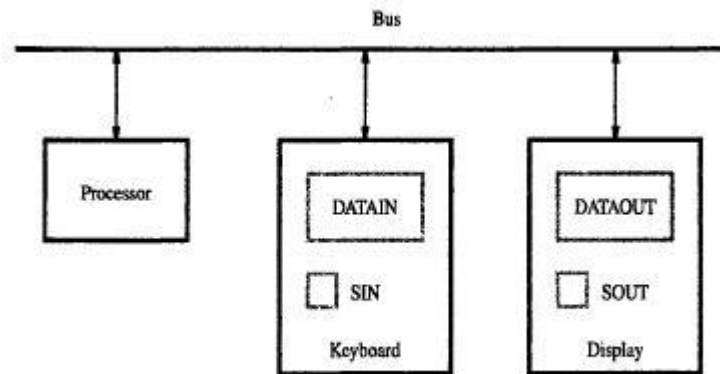 Bus
Processor
DATAIN
DATAOUT
SIN
SOUT
Keyboard
Display